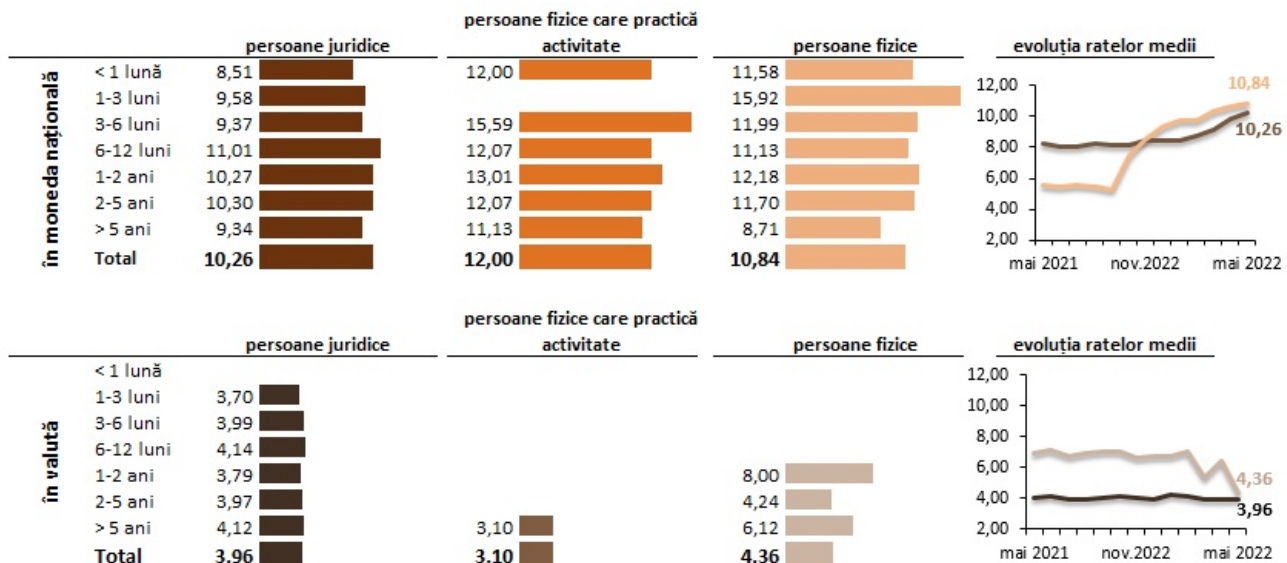 persoane fizice care practică
persoane juridice activitate persoane fizice evoluția ratelor medii
în moneda națională
< 1 lună 8,51 12,00 11,58
1-3 luni 9,58 15,92
3-6 luni 9,37 15,59 11,99
6-12 luni 11,01 12,07 11,13
1-2 ani 10,27 13,01 12,18
2-5 ani 10,30 12,07 11,70
> 5 ani 9,34 11,13 8,71
Total 10,26 12,00 10,84
12,00
10,00
8,00
6,00
4,00
2,00
10,84
10,26
mai 2021 nov.2022 mai 2022
persoane fizice care practică
persoane juridice activitate persoane fizice evoluția ratelor medii
în valută
< 1 lună
1-3 luni 3,70
3-6 luni 3,99
6-12 luni 4,14
1-2 ani 3,79 8,00
2-5 ani 3,97 4,24
> 5 ani 4,12 3,10 6,12
Total 3,96 3,10 4,36
12,00
10,00
8,00
6,00
4,00
2,00
4,36
3,96
mai 2021 nov.2022 mai 2022